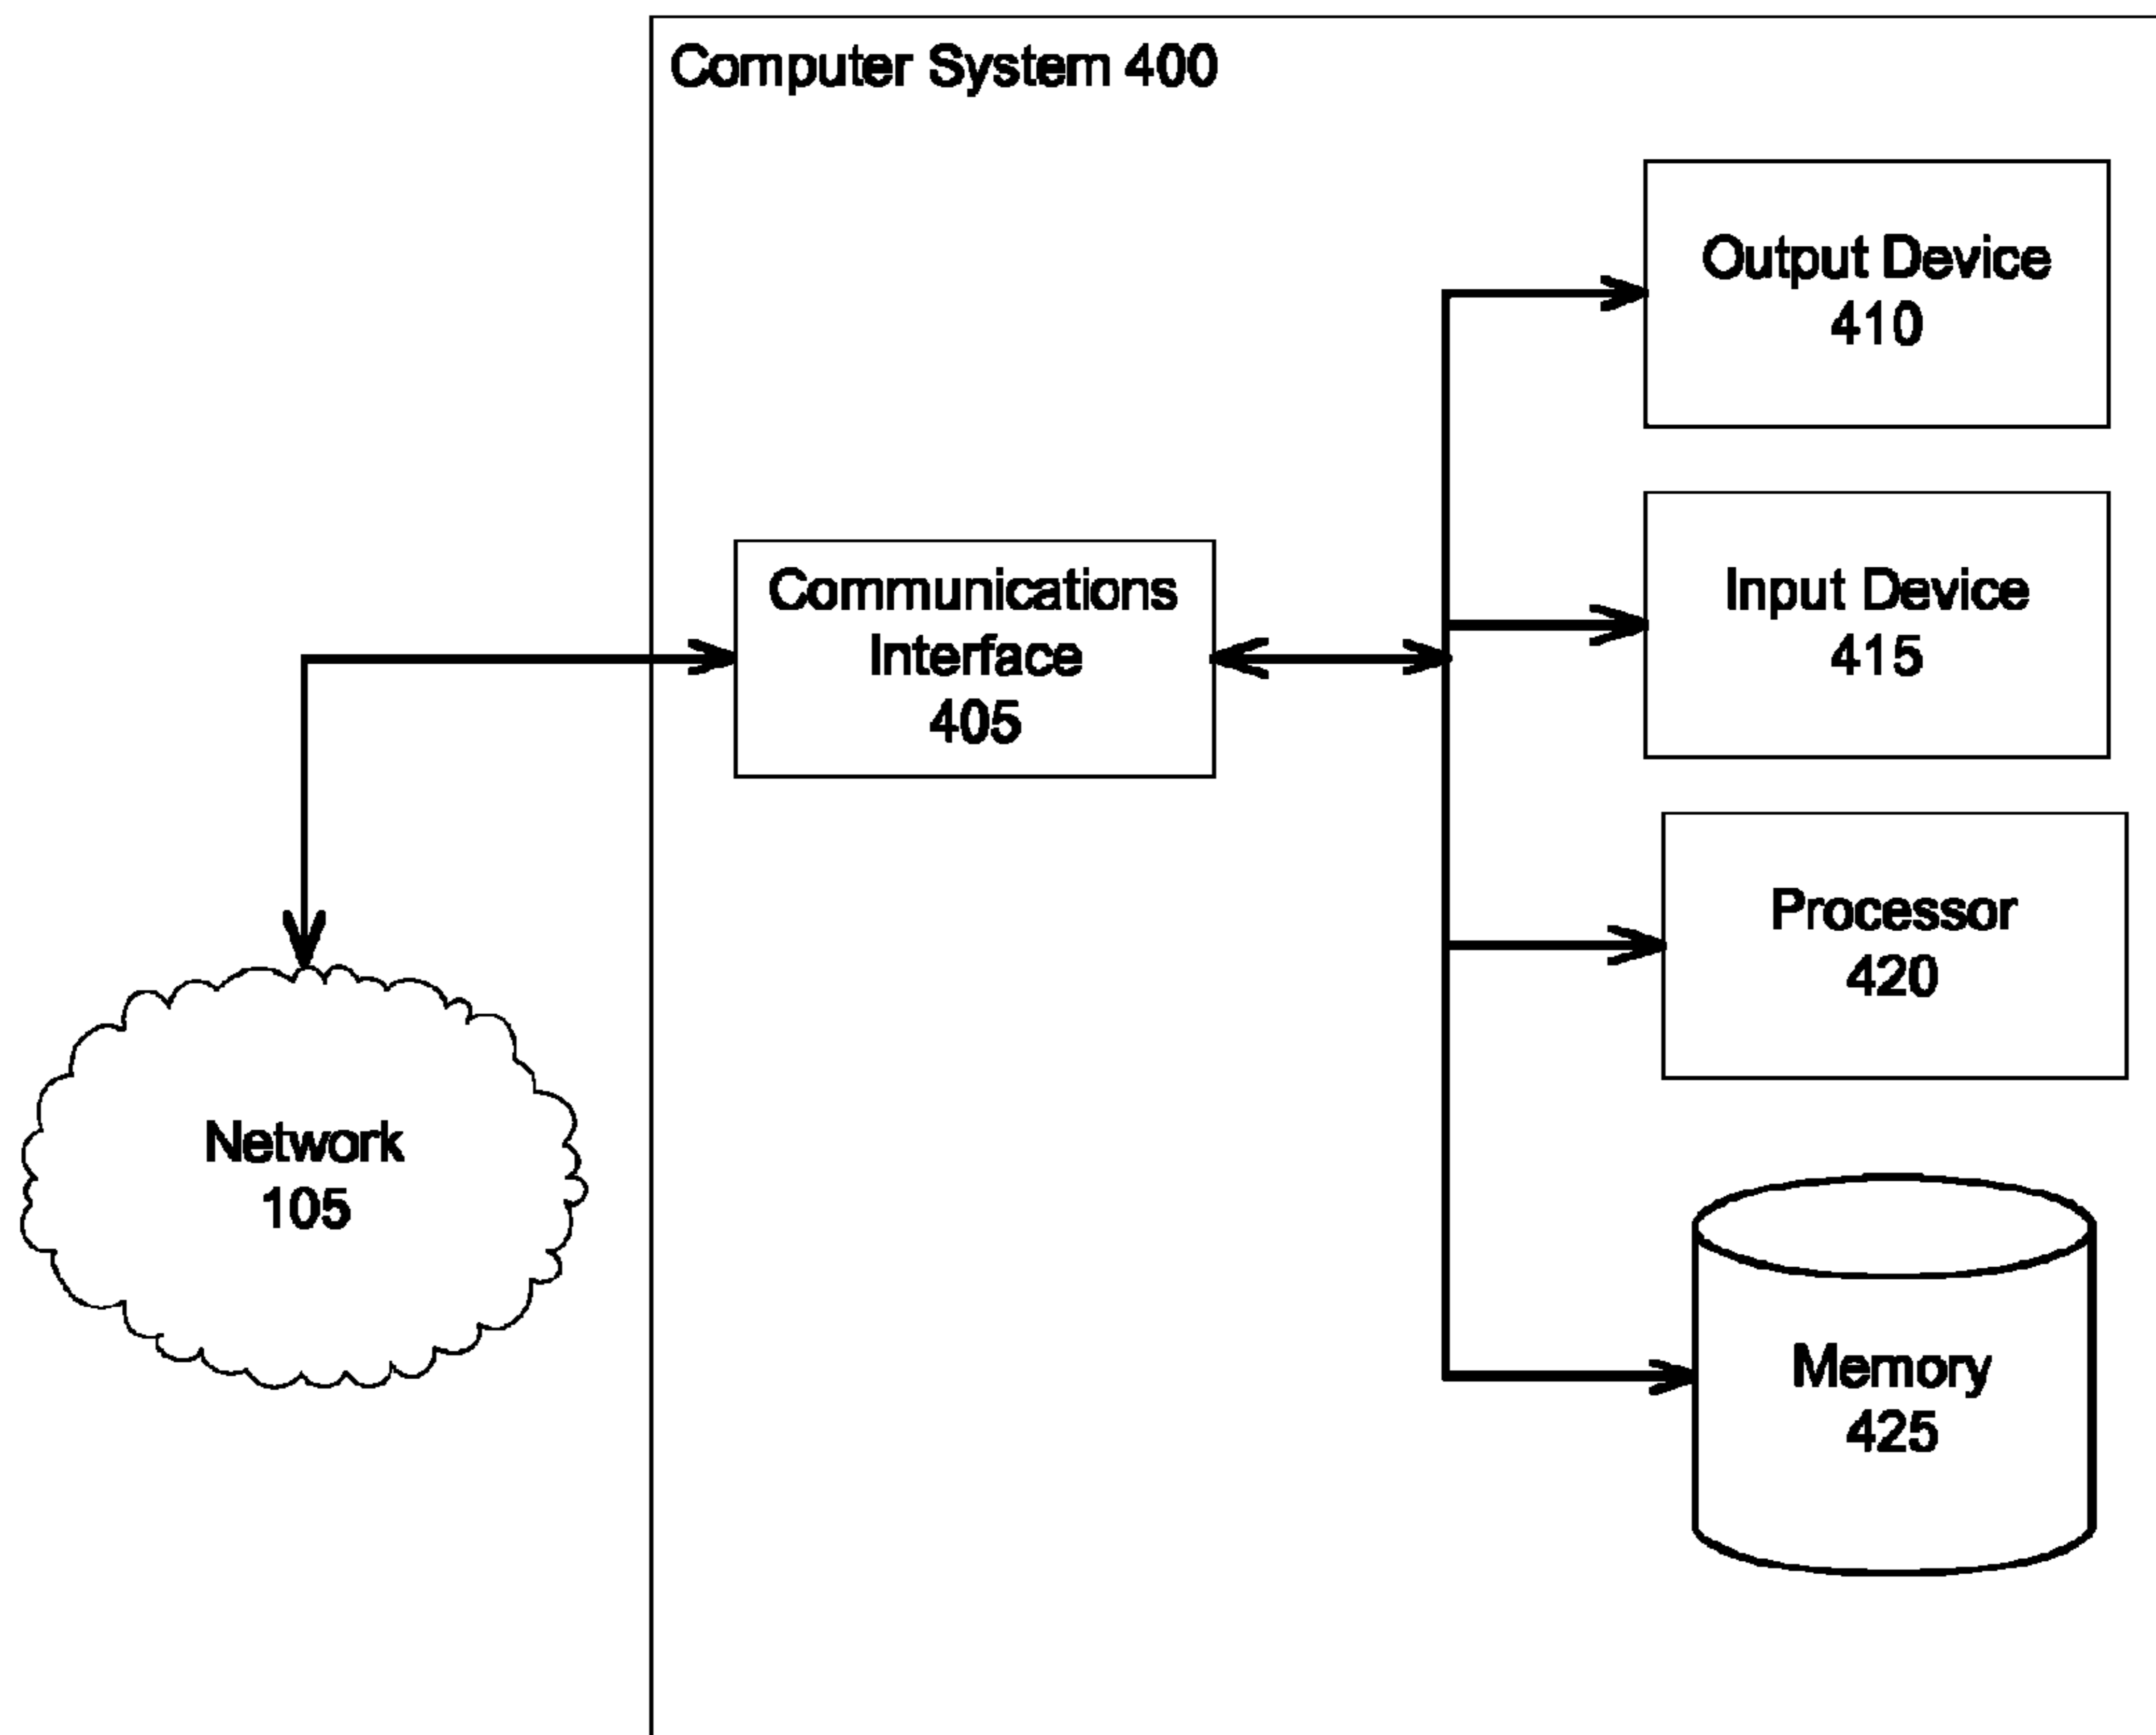 Computer System 400
Output Device
410
Input Device
415
Communications
Interface
405
Processor
420
Network
105
Memory
425